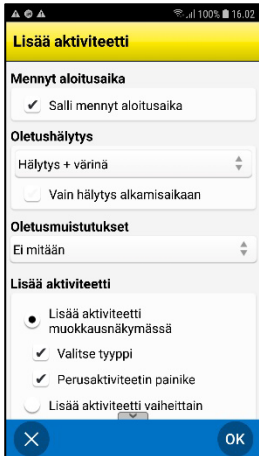 100% 16.02
Lisää aktiviteetti
Mennyt aloitusaika
Salli mennyt aloitusaika
Oletushälytys
Hälytys + värinä
Vain hälytys alkamisaikaan
Oletusmuistutukset
Ei mitään
Lisää aktiviteetti
Lisää aktiviteetti
muokkausnäkymässä
Valitse tyyppi
Perusaktiviteetin painike
Lisää aktiviteetti vaiheittain
OK